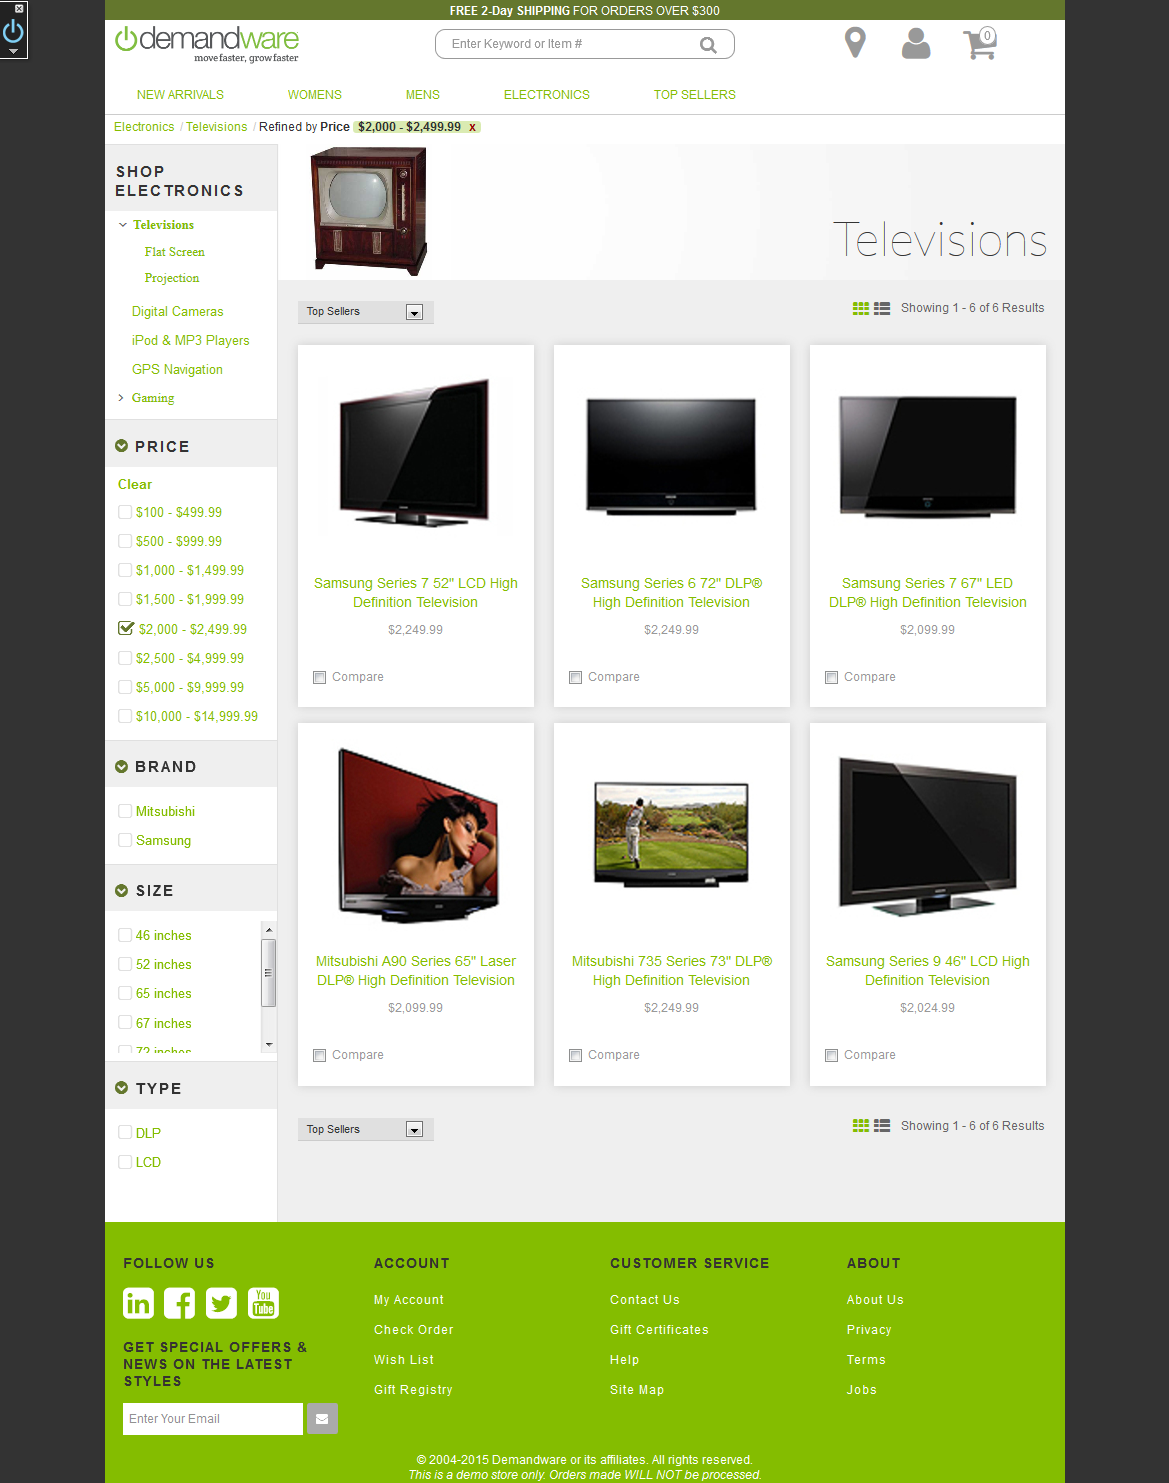 FREE 2-Day SHIPPING FOR ORDERS OVER $300
demandware
move faster, grow faster
Enter Keyword or Item #
0
NEW ARRIVALS
WOMENS
MENS
ELECTRONICS
TOP SELLERS
Electronics / Televisions / Refined by Price $2,000 - $2,499.99 x
SHOP
ELECTRONICS
Televisions
Flat Screen
Projection
Digital Cameras
iPod & MP3 Players
GPS Navigation
Gaming
PRICE
Clear
$100 - $499.99
$500 - $999.99
$1,000 - $1,499.99
$1,500 - $1,999.99
$2,000 - $2,499.99
$2,500 - $4,999.99
$5,000 - $9,999.99
$10,000 - $14,999.99
BRAND
Mitsubishi
Samsung
SIZE
46 inches
52 inches
65 inches
67 inches
72 inches
TYPE
DLP
LCD
Televisions
Top Sellers
Showing 1 - 6 of 6 Results
Samsung Series 7 52" LCD High
Definition Television
$2,249.99
Compare
Samsung Series 6 72" DLP®
High Definition Television
$2,249.99
Compare
Samsung Series 7 67" LED
DLP® High Definition Television
$2,099.99
Compare
Mitsubishi A90 Series 65" Laser
DLP® High Definition Television
$2,099.99
Compare
Mitsubishi 735 Series 73" DLP®
High Definition Television
$2,249.99
Compare
Samsung Series 9 46" LCD High
Definition Television
$2,024.99
Compare
Top Sellers
Showing 1 - 6 of 6 Results
FOLLOW US
in
f
You
Tube
GET SPECIAL OFFERS &
NEWS ON THE LATEST
STYLES
Enter Your Email
ACCOUNT
My Account
Check Order
Wish List
Gift Registry
CUSTOMER SERVICE
Contact Us
Gift Certificates
Help
Site Map
ABOUT
About Us
Privacy
Terms
Jobs
© 2004-2015 Demandware or its affiliates. All rights reserved.
This is a demo store only. Orders made WILL NOT be processed.